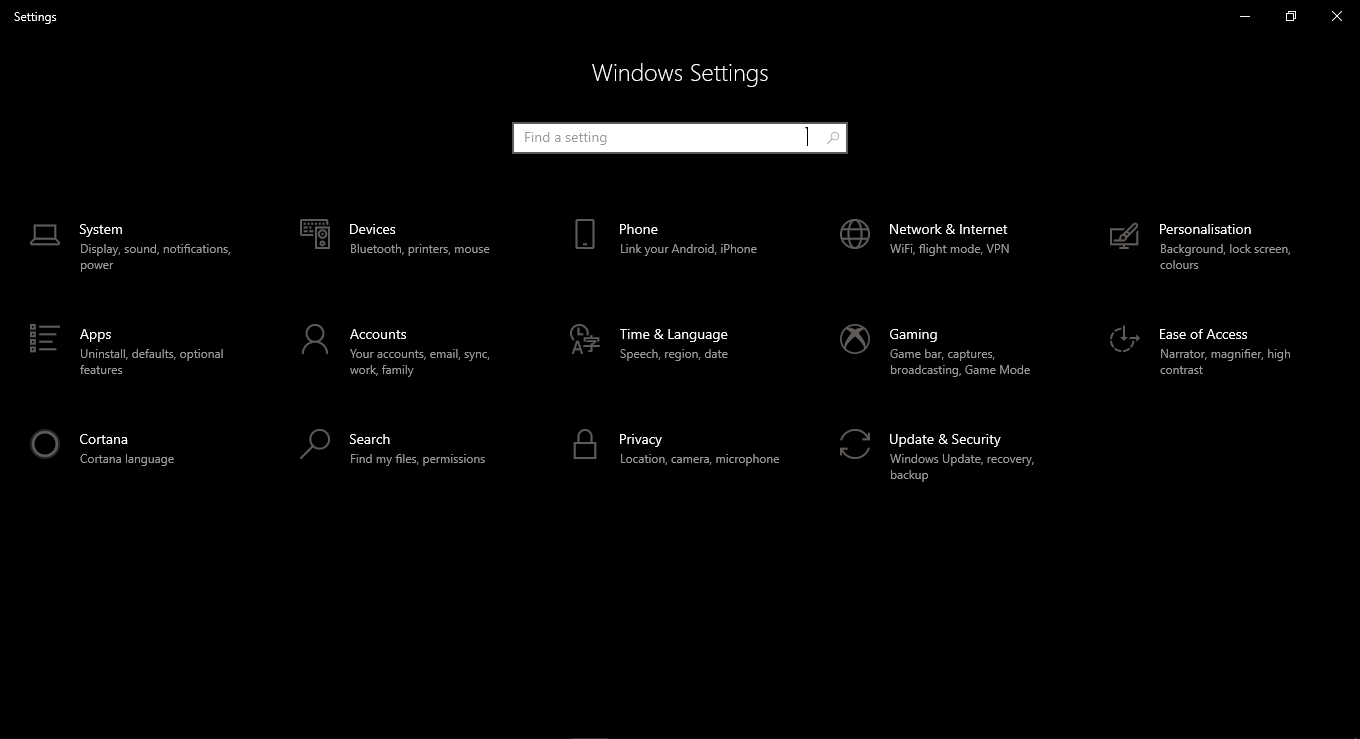 Settings
Windows Settings
Find a setting
System
Display, sound, notifications,
power
Devices
Bluetooth, printers, mouse
Phone
Link your Android, iPhone
Network & Internet
WiFi, flight mode, VPN
Personalisation
Background, lock screen,
colours
Apps
Uninstall, defaults, optional
features
Accounts
Your accounts, email, sync,
work, family
Time & Language
Speech, region, date
Gaming
Game bar, captures,
broadcasting, Game Mode
Ease of Access
Narrator, magnifier, high
contrast
Cortana
Cortana language
Search
Find my files, permissions
Privacy
Location, camera, microphone
Update & Security
Windows Update, recovery,
backup